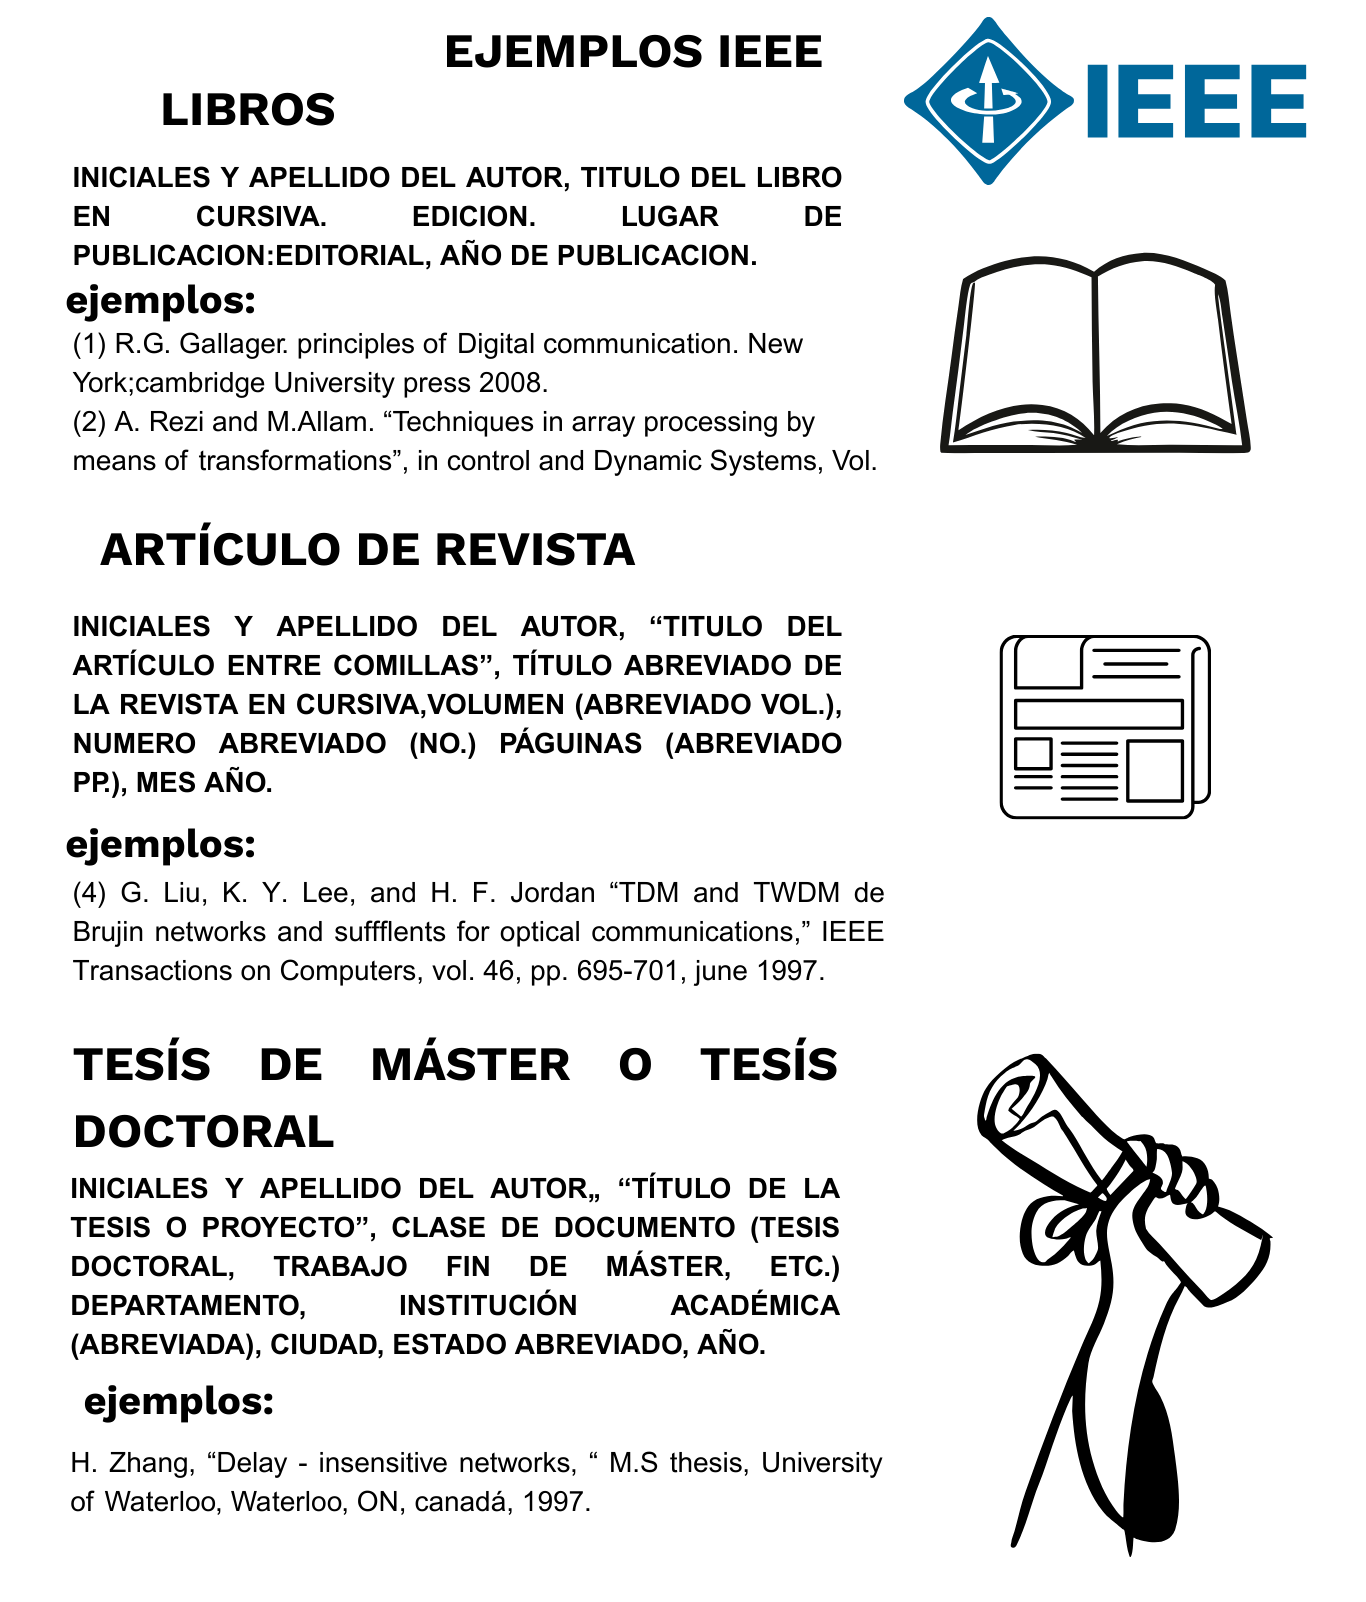 EJEMPLOS IEEE
IEEE
LIBROS
INICIALES Y APELLIDO DEL AUTOR, TITULO DEL LIBRO
EN CURSIVA. EDICION. LUGAR DE
PUBLICACION:EDITORIAL, AÑO DE PUBLICACION.
ejemplos:
(1) R.G. Gallager. principles of Digital communication. New
York;cambridge University press 2008.
(2) A. Rezi and M.Allam. “Techniques in array processing by
means of transformations”, in control and Dynamic Systems, Vol.
ARTÍCULO DE REVISTA
INICIALES Y APELLIDO DEL AUTOR, “TITULO DEL
ARTÍCULO ENTRE COMILLAS”, TÍTULO ABREVIADO DE
LA REVISTA EN CURSIVA,VOLUMEN (ABREVIADO VOL.),
NUMERO ABREVIADO (NO.) PÁGUINAS (ABREVIADO
PP.), MES AÑO.
ejemplos:
(4) G. Liu, K. Y. Lee, and H. F. Jordan “TDM and TWDM de
Brujin networks and suffflents for optical communications,” IEEE
Transactions on Computers, vol. 46, pp. 695-701, june 1997.
TESÍS DE MÁSTER O TESÍS
DOCTORAL
INICIALES Y APELLIDO DEL AUTOR,, “TÍTULO DE LA
TESIS O PROYECTO”, CLASE DE DOCUMENTO (TESIS
DOCTORAL, TRABAJO FIN DE MÁSTER, ETC.)
DEPARTAMENTO, INSTITUCIÓN ACADÉMICA
(ABREVIADA), CIUDAD, ESTADO ABREVIADO, AÑO.
ejemplos:
H. Zhang, “Delay - insensitive networks, “ M.S thesis, University
of Waterloo, Waterloo, ON, canadá, 1997.